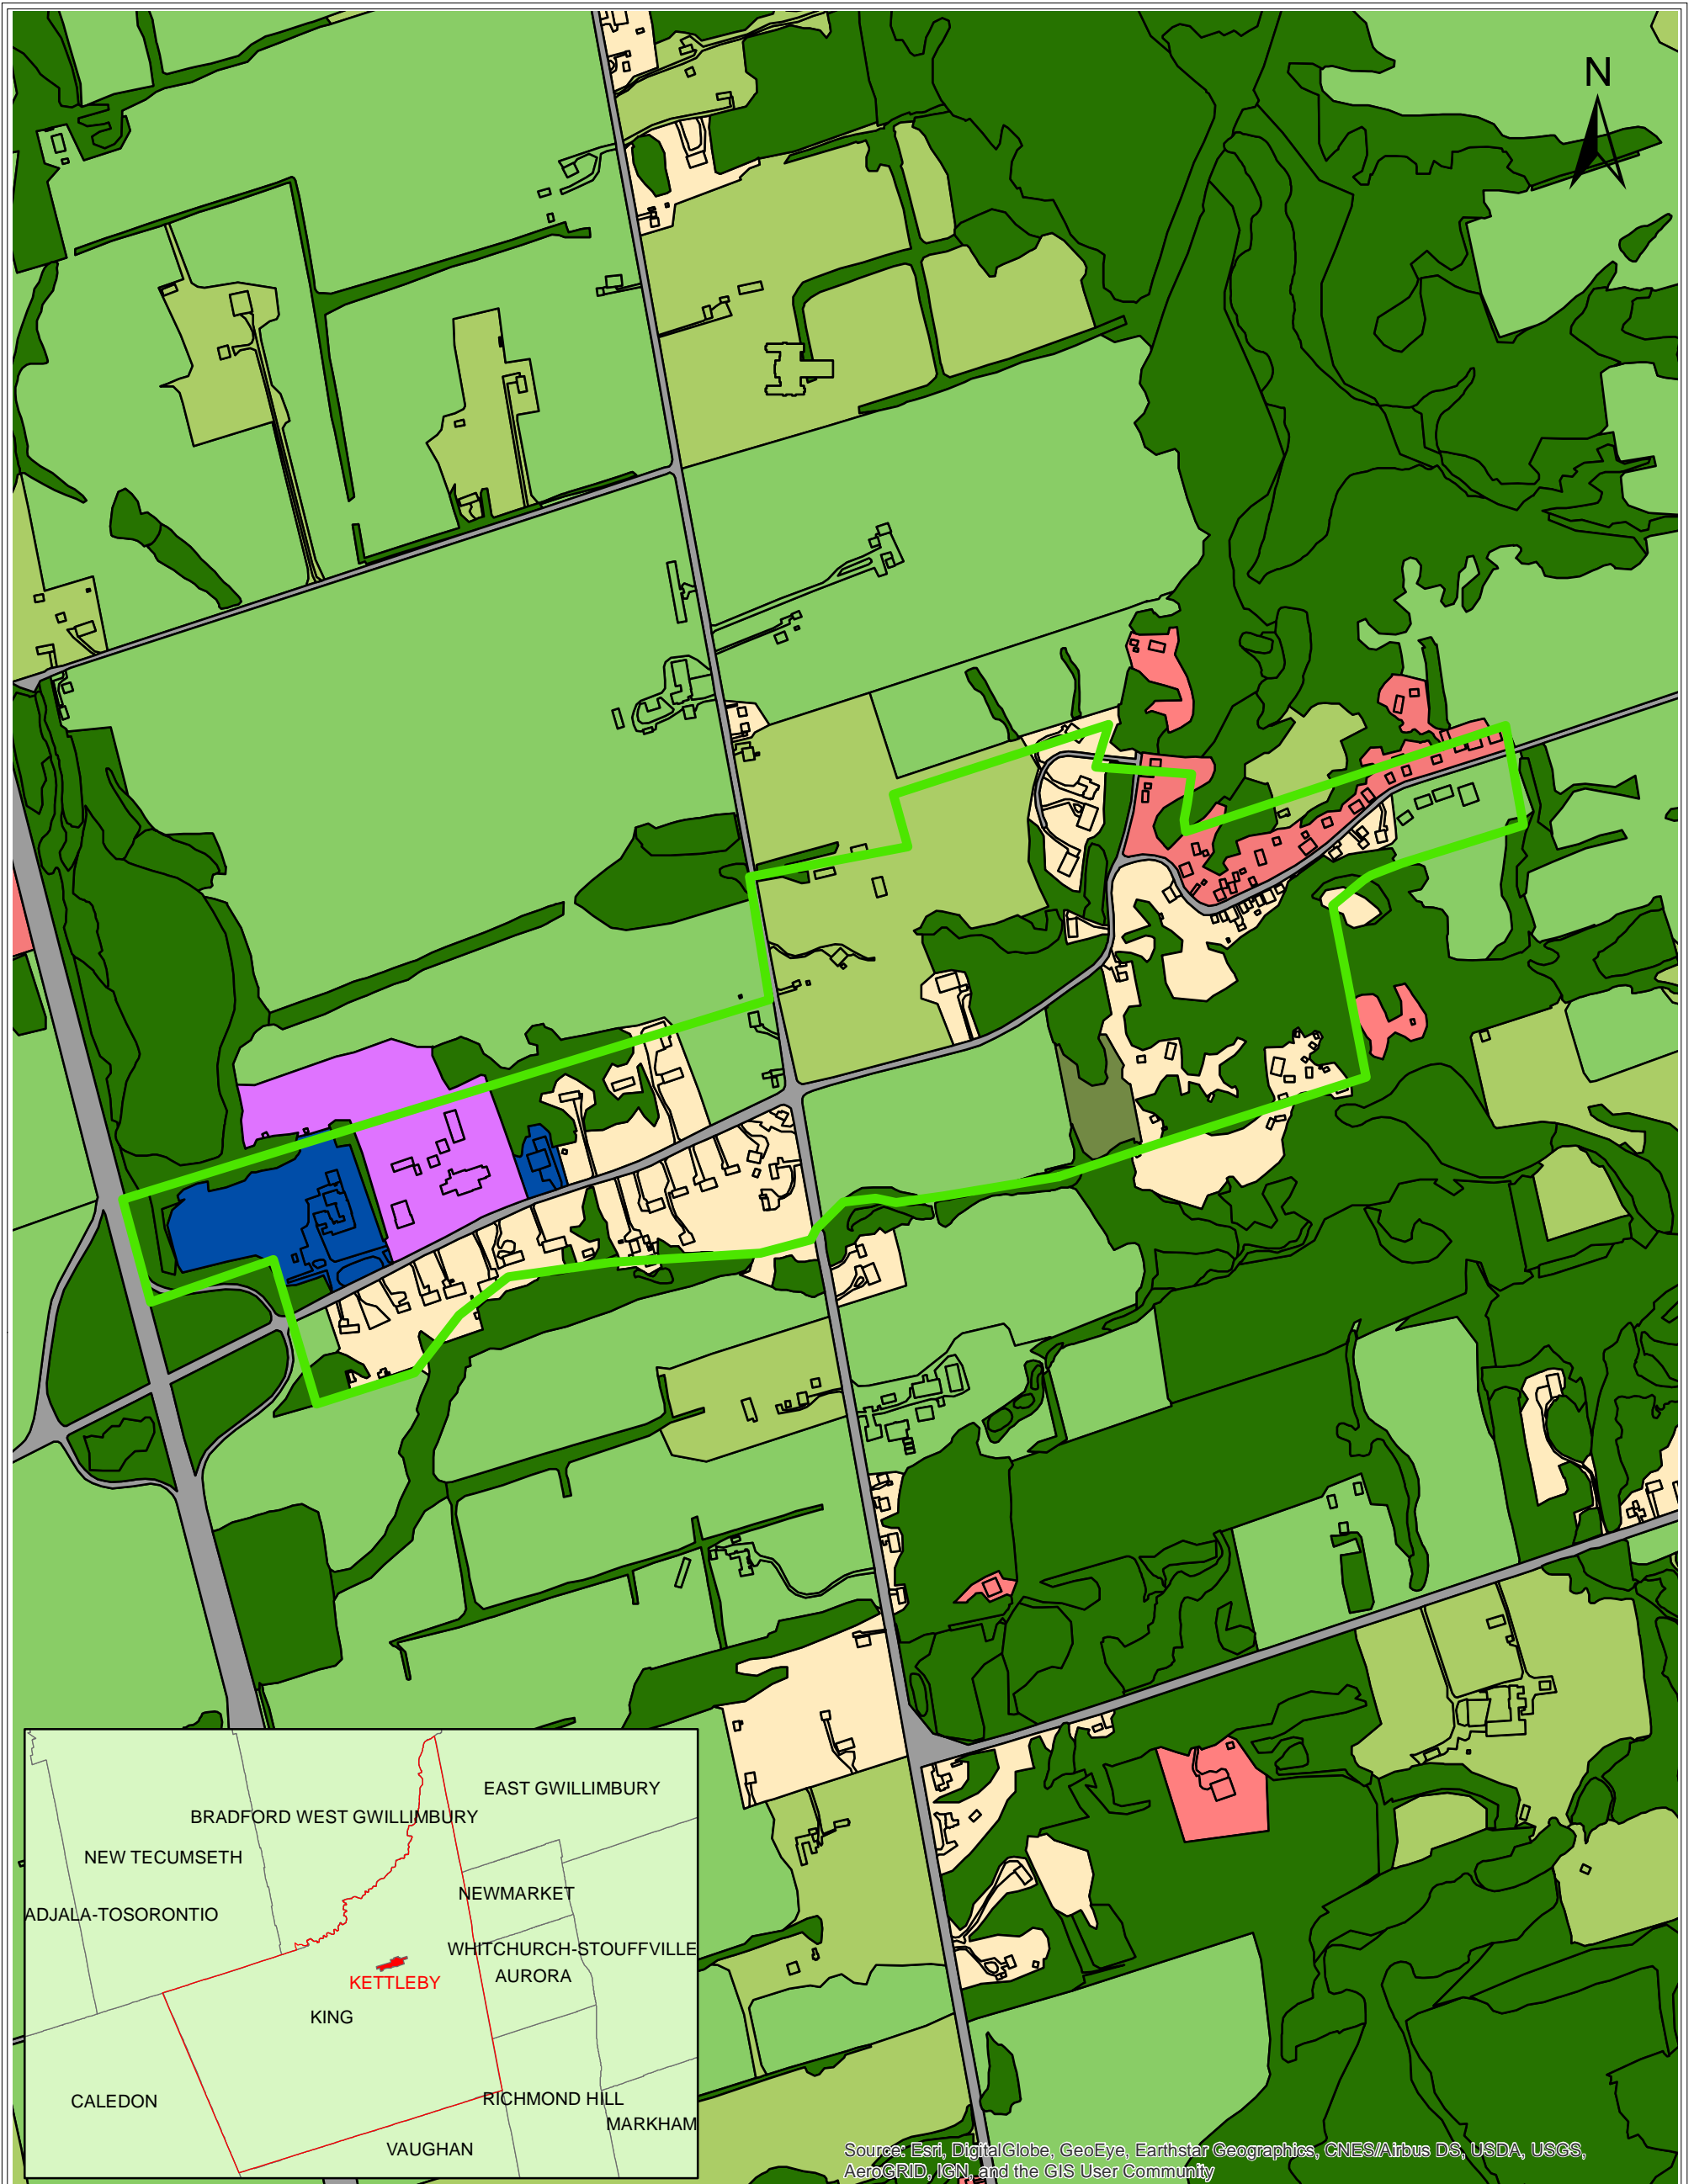 N
EAST GWILLIMBURY
BRADFORD WEST GWILLIMBURY
NEW TECUMSETH
NEWMARKET
ADJALA-TOSORONTIO
WHITCHURCH-STOUFFVILLE
AURORA
KETTLEBY
KING
CALEDON
RICHMOND HILL
MARKHAM
VAUGHAN
Source: Esri, DigitalGlobe, GeoEye, Earthstar Geographics, CNES/Airbus DS, USDA, USGS,
AeroGRID, IGN, and the GIS User Community